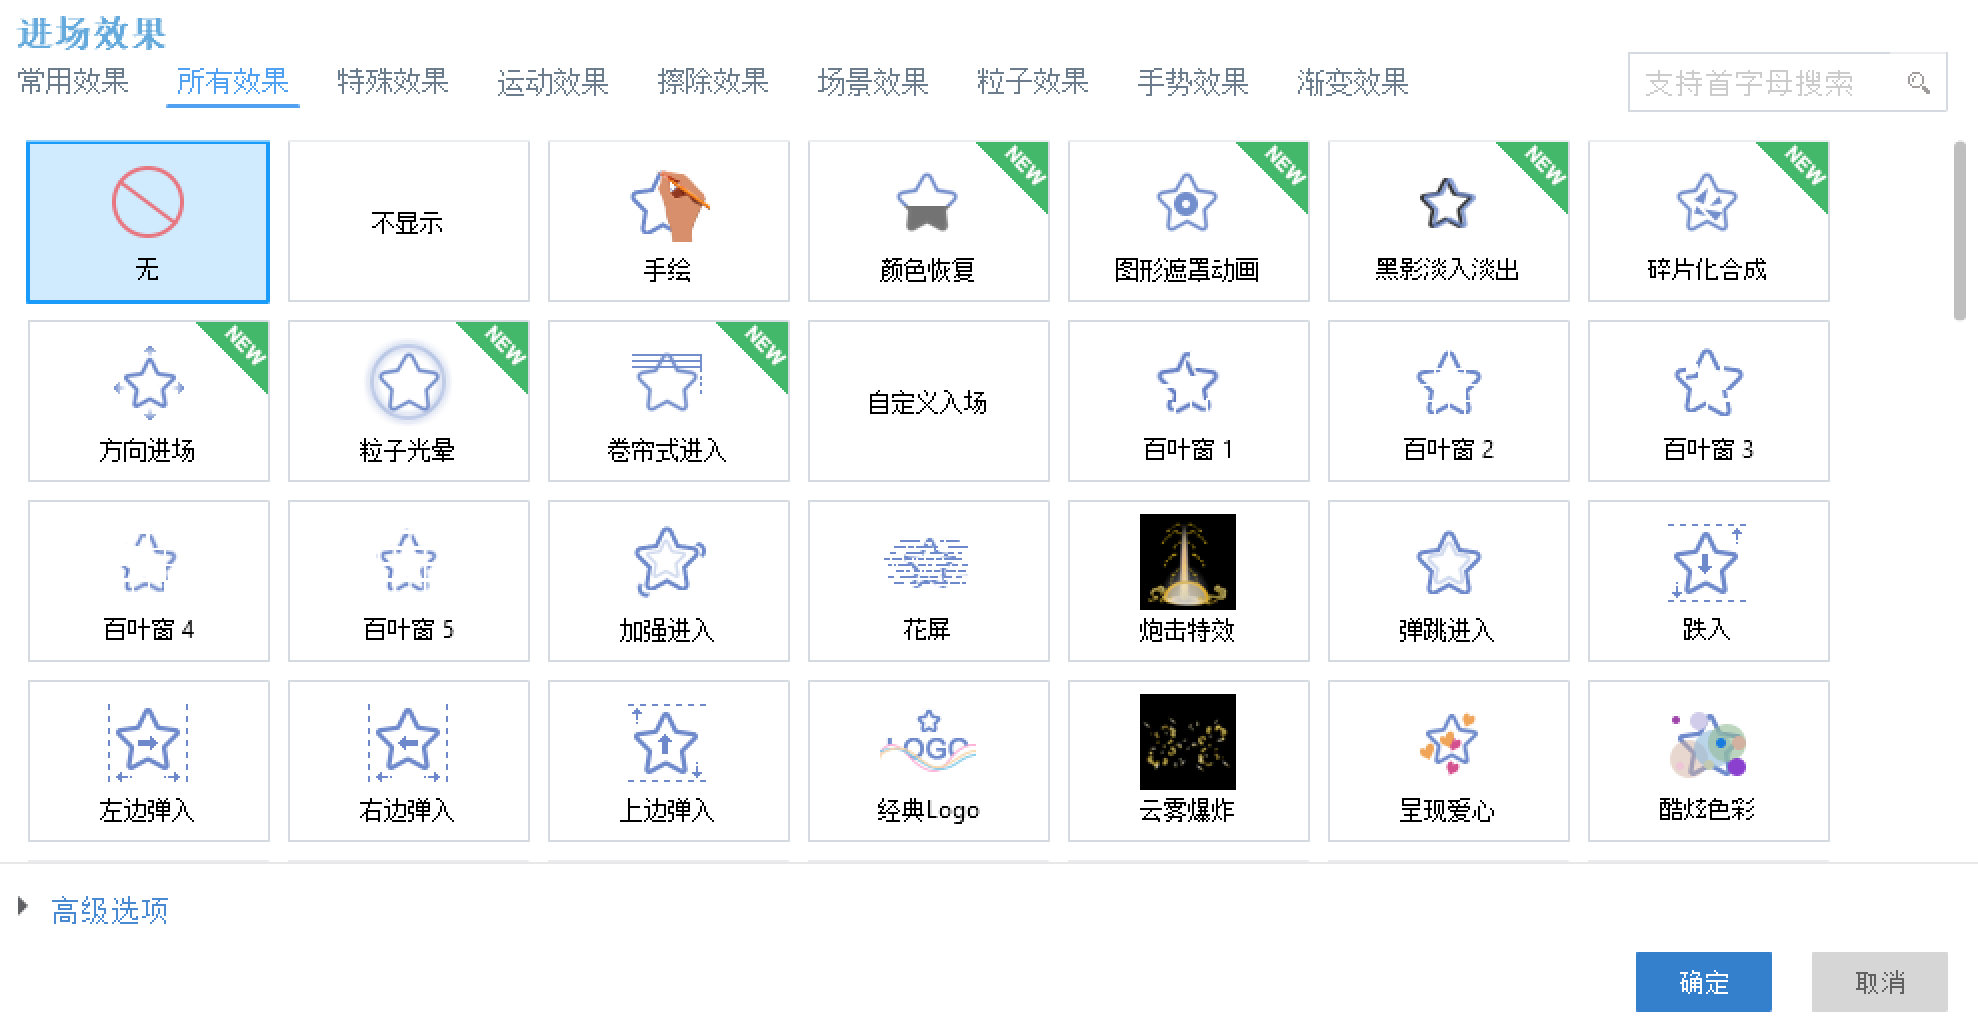 进场效果
常用效果 所有效果 特殊效果 运动效果 擦除效果 场景效果 粒子效果 手势效果 渐变效果 支持首字母搜索
无 不显示 手绘 颜色恢复 NEW 图形遮罩动画 NEW 黑影淡入淡出 NEW 碎片化合成 NEW
方向进场 NEW 粒子光晕 NEW 卷帘式进入 NEW 自定义入场 百叶窗 1 百叶窗 2 百叶窗 3
百叶窗 4 百叶窗 5 加强进入 花屏 炮击特效 弹跳进入 跌入
左边弹入 右边弹入 上边弹入 LOGO 经典Logo 云雾爆炸 呈现爱心 酷炫色彩
高级选项
确定 取消